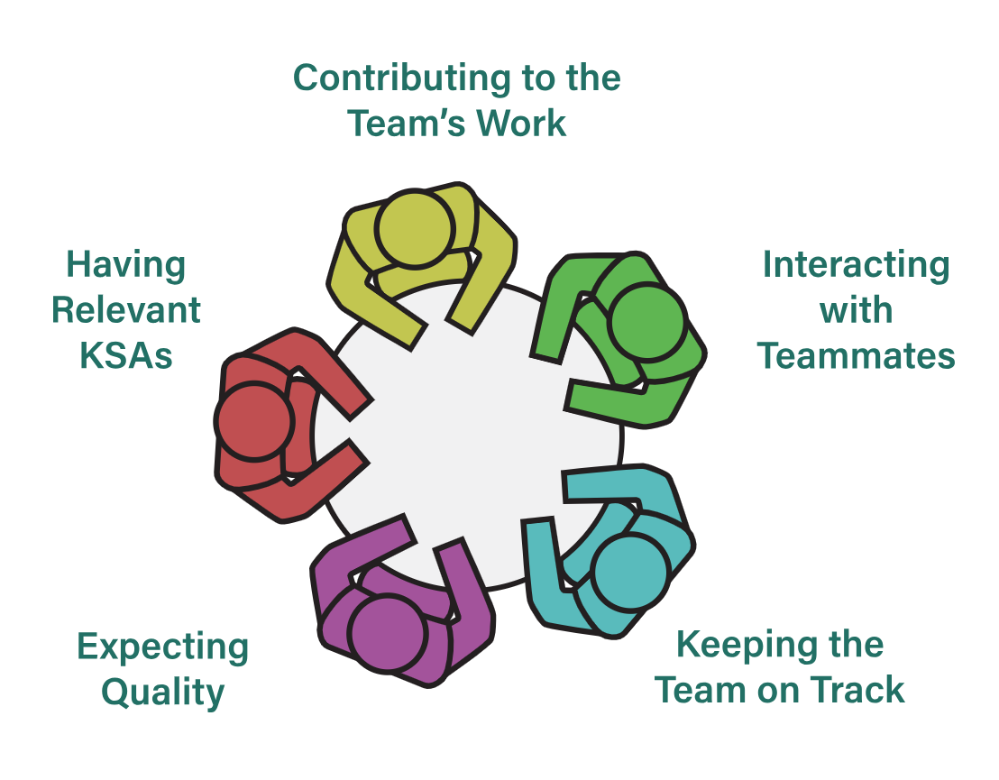 Contributing to the
Team’s Work
Having
Relevant
KSAs
Interacting
with
Teammates
Expecting
Quality
Keeping the
Team on Track